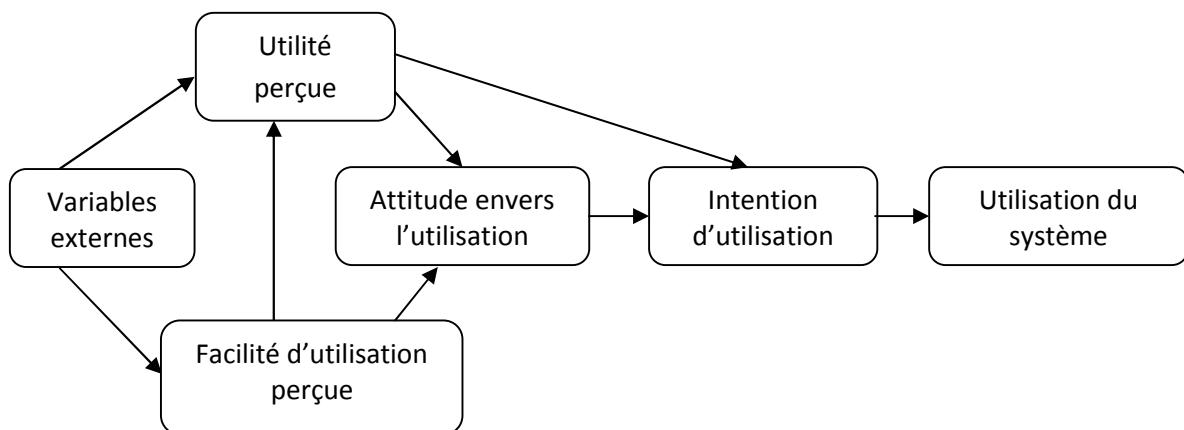 Utilité
perçue
Variables
externes
Attitude envers
l’utilisation
Intention
d’utilisation
Utilisation du
système
Facilité d’utilisation
perçue